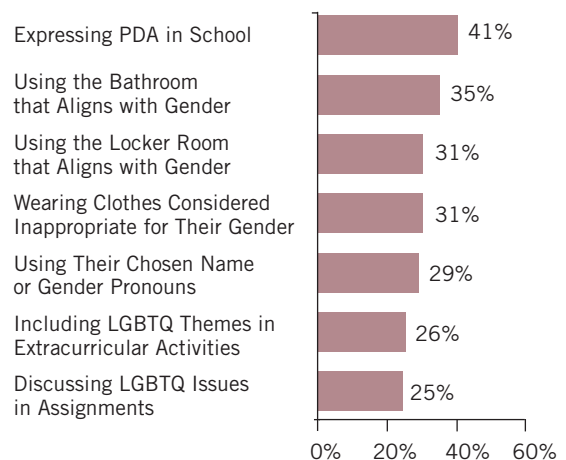 Expressing PDA in School
41%
Using the Bathroom
that Aligns with Gender
35%
Using the Locker Room
that Aligns with Gender
31%
Wearing Clothes Considered
Inappropriate for Their Gender
31%
Using Their Chosen Name
or Gender Pronouns
29%
Including LGBTQ Themes in
Extracurricular Activities
26%
Discussing LGBTQ Issues
in Assignments
25%
0% 20% 40% 60%